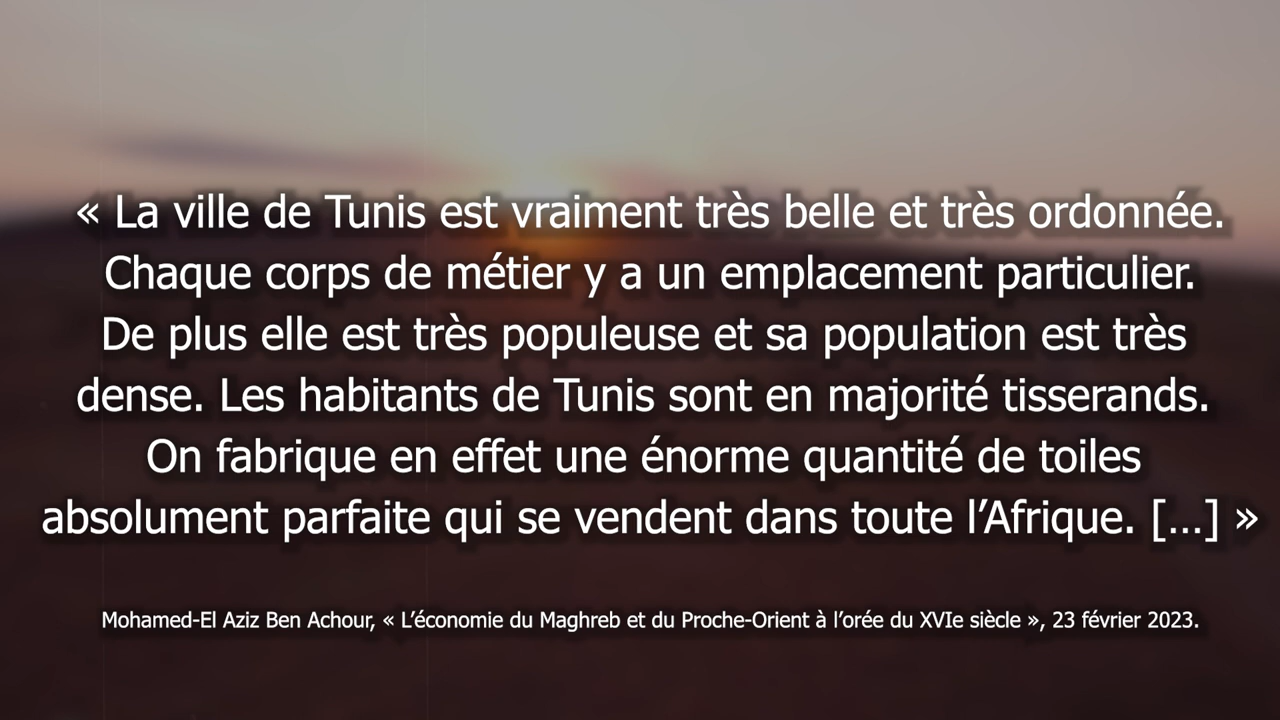 « La ville de Tunis est vraiment très belle et très ordonnée.
Chaque corps de métier y a un emplacement particulier.
De plus elle est très populeuse et sa population est très
dense. Les habitants de Tunis sont en majorité tisserands.
On fabrique en effet une énorme quantité de toiles
absolument parfaite qui se vendent dans toute l’Afrique. [...] »
Mohamed-El Aziz Ben Achour, « L’économie du Maghreb et du Proche-Orient à l’orée du XVIe siècle », 23 février 2023.